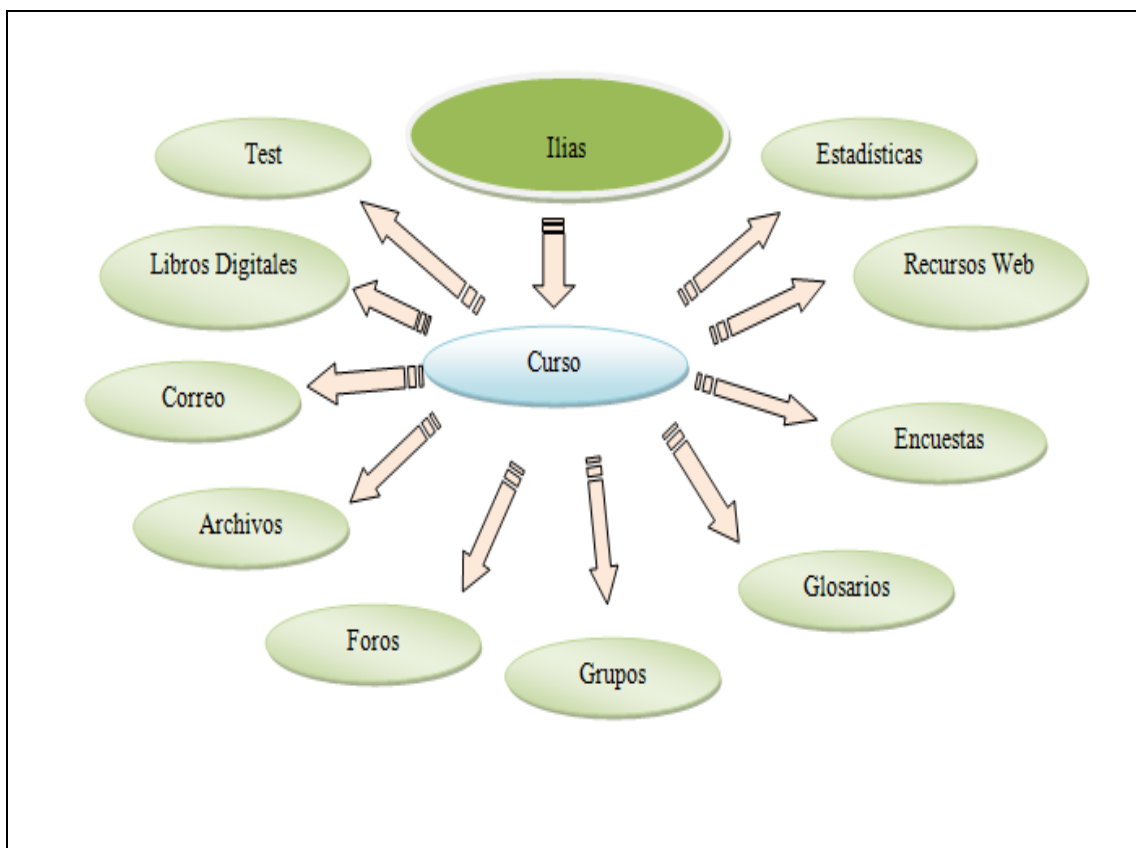 Ilias
Test
Estadísticas
Libros Digitales
Recursos Web
Curso
Correo
Encuestas
Archivos
Glosarios
Foros
Grupos